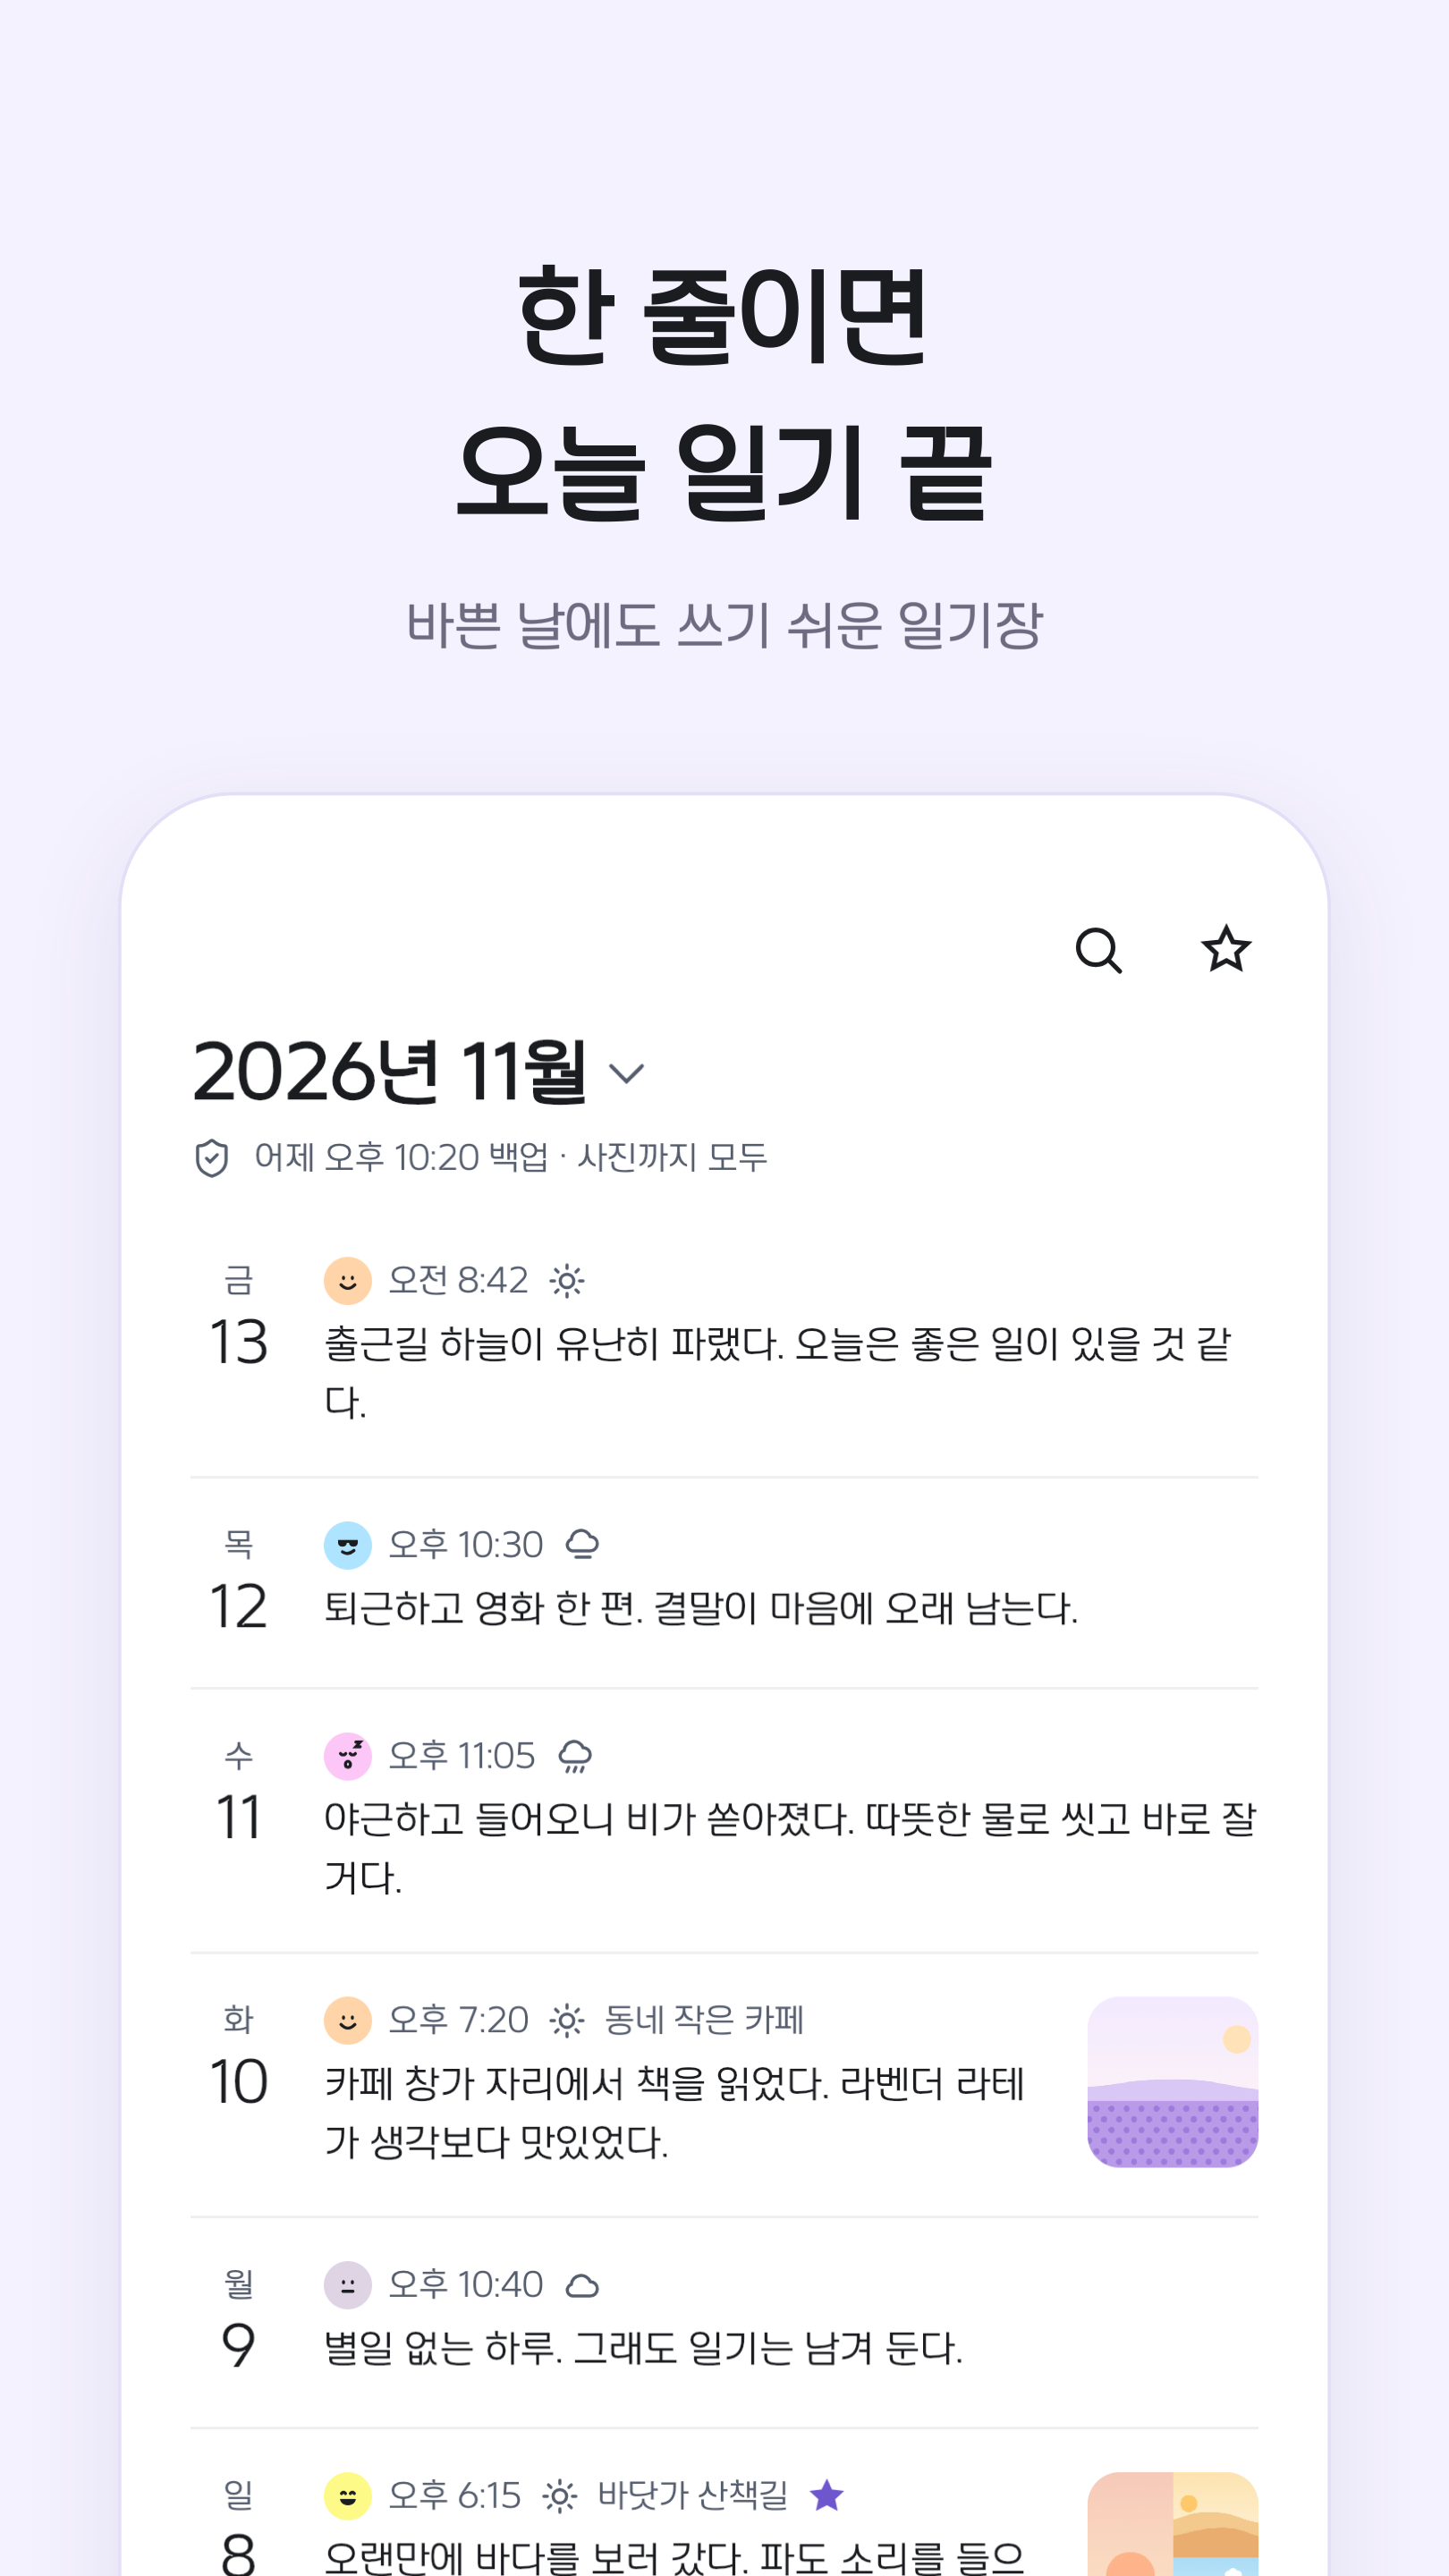 한 줄이면
오늘 일기 끝
바쁜 날에도 쓰기 쉬운 일기장
2026년 11월
어제 오후 10:20 백업 · 사진까지 모두
금
13
오전 8:42
출근길 하늘이 유난히 파랬다. 오늘은 좋은 일이 있을 것 같
다.
목
12
오후 10:30
퇴근하고 영화 한 편. 결말이 마음에 오래 남는다.
수
11
오후 11:05
야근하고 들어오니 비가 쏟아졌다. 따뜻한 물로 씻고 바로 잘
거다.
화
10
오후 7:20 동네 작은 카페
카페 창가 자리에서 책을 읽었다. 라벤더 라테
가 생각보다 맛있었다.
월
9
오후 10:40
별일 없는 하루. 그래도 일기는 남겨 둔다.
일
8
오후 6:15 바닷가 산책길
오랜만에 바다를 보러 갔다. 파도 소리를 들으